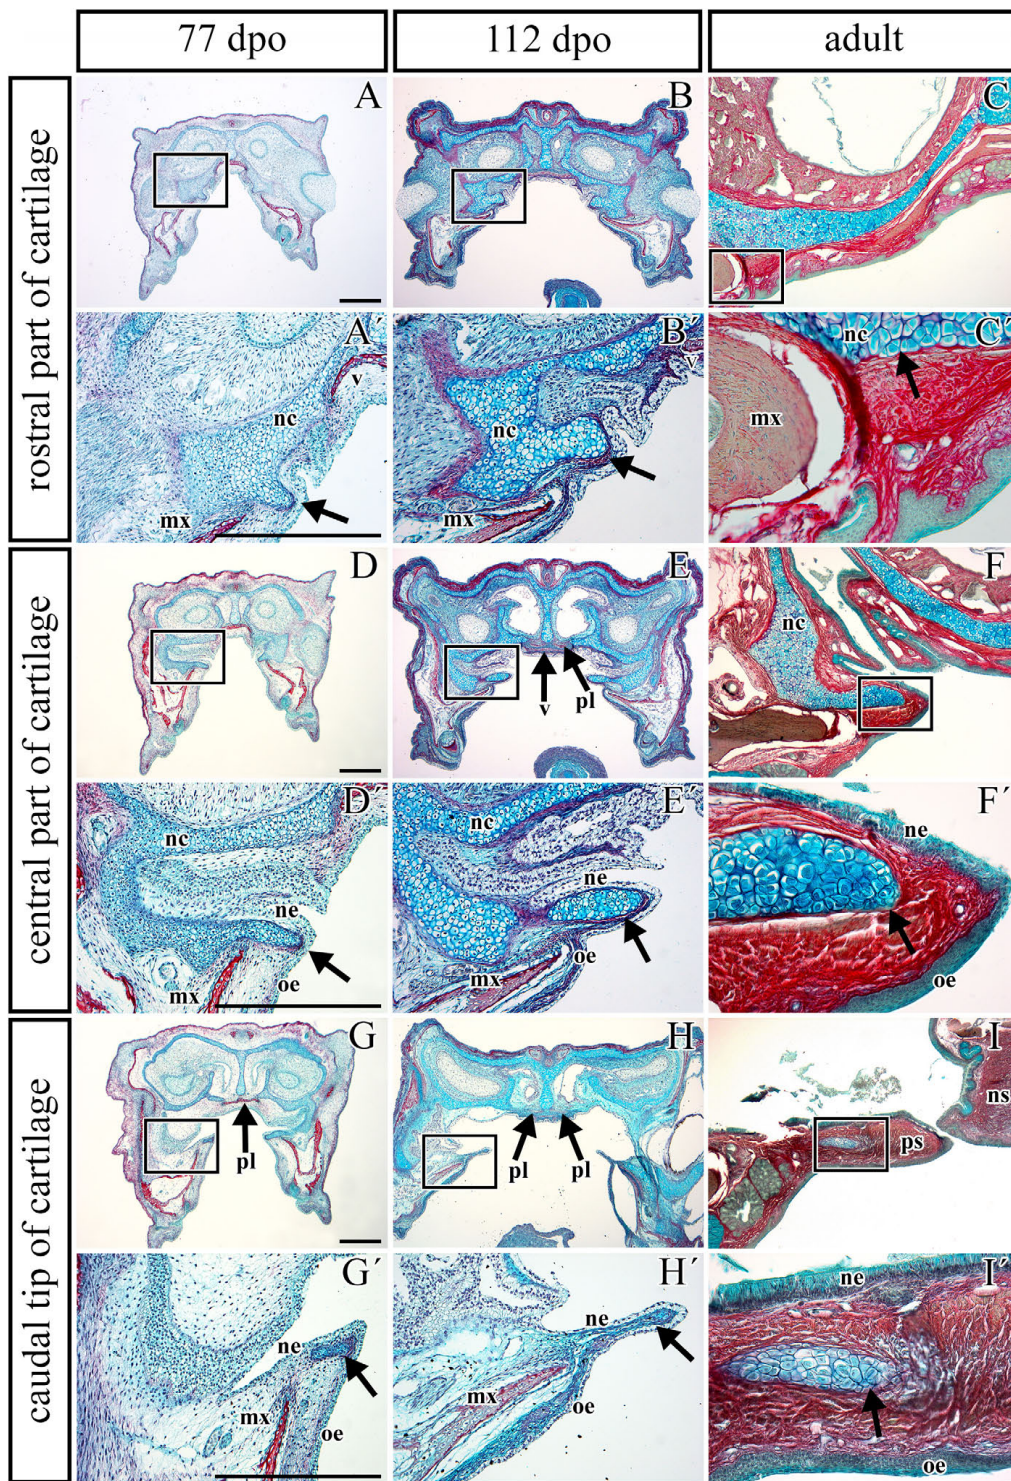 77 dpo
112 dpo
adult
rostral part of cartilage
A
B
C
A´
v
nc
mx
B´
v
nc
mx
C´
nc
mx
central part of cartilage
D
E
v
pl
F
nc
D´
nc
ne
mx
oe
E´
nc
ne
oe
mx
F´
ne
oe
caudal tip of cartilage
G
pl
H
pl
pl
I
ns
ps
G´
ne
mx
oe
H´
ne
mx
oe
I´
ne
oe